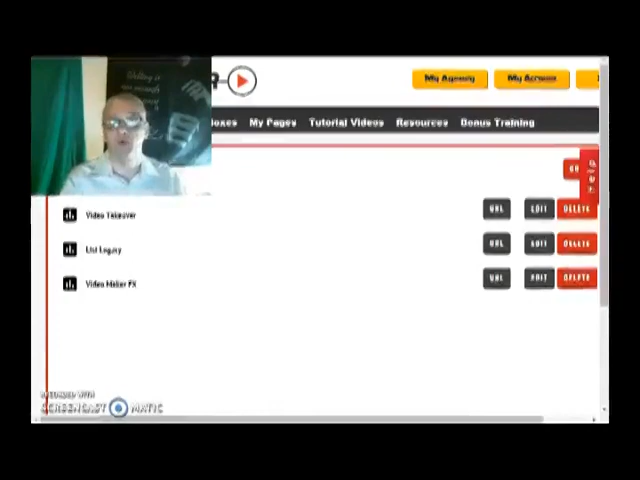 R
My Agency My Account
oxes My Pages Tutorial Videos Resources Bonus Training
Video Takeover URL EDIT DELETE
List Legacy URL EDIT DELETE
Video Maker FX URL EDIT DELETE
RECORDED WITH
SCREENCAST MATIC